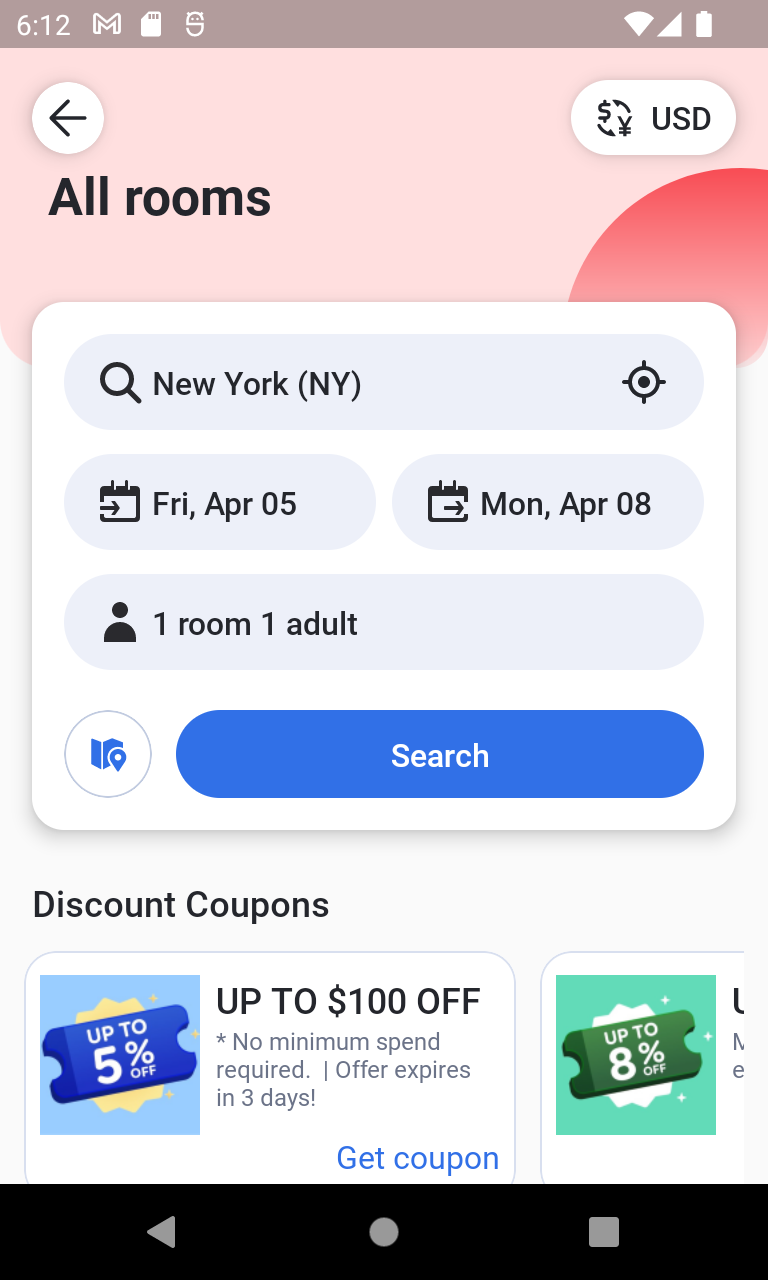 6:12
USD
All rooms
New York (NY)
Fri, Apr 05
Mon, Apr 08
1 room 1 adult
Search
Discount Coupons
UP TO
5%
OFF
UP TO $100 OFF
* No minimum spend
required.  | Offer expires
in 3 days!
Get coupon
UP TO
8%
OFF